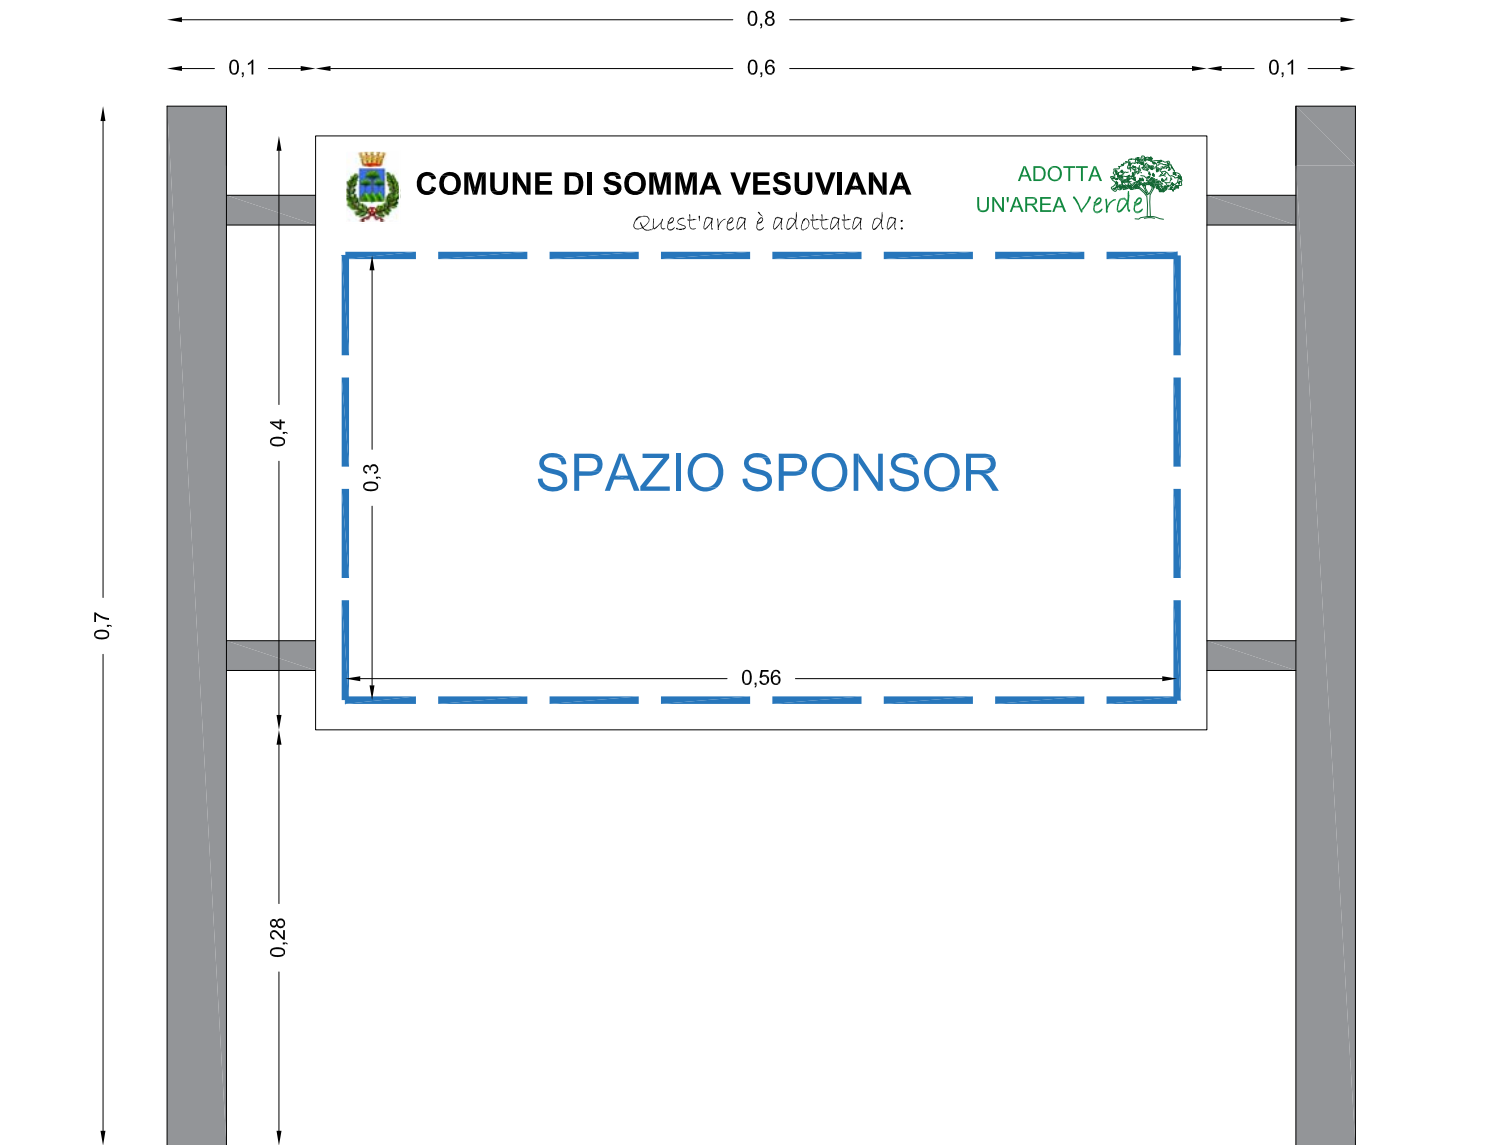 0,8
0,1 0,6 0,1
COMUNE DI SOMMA VESUVIANA
Quest'area è adottata da:
ADOTTA
UN'AREA Verde
0,4
0,3
SPAZIO SPONSOR
0,7
0,56
0,28